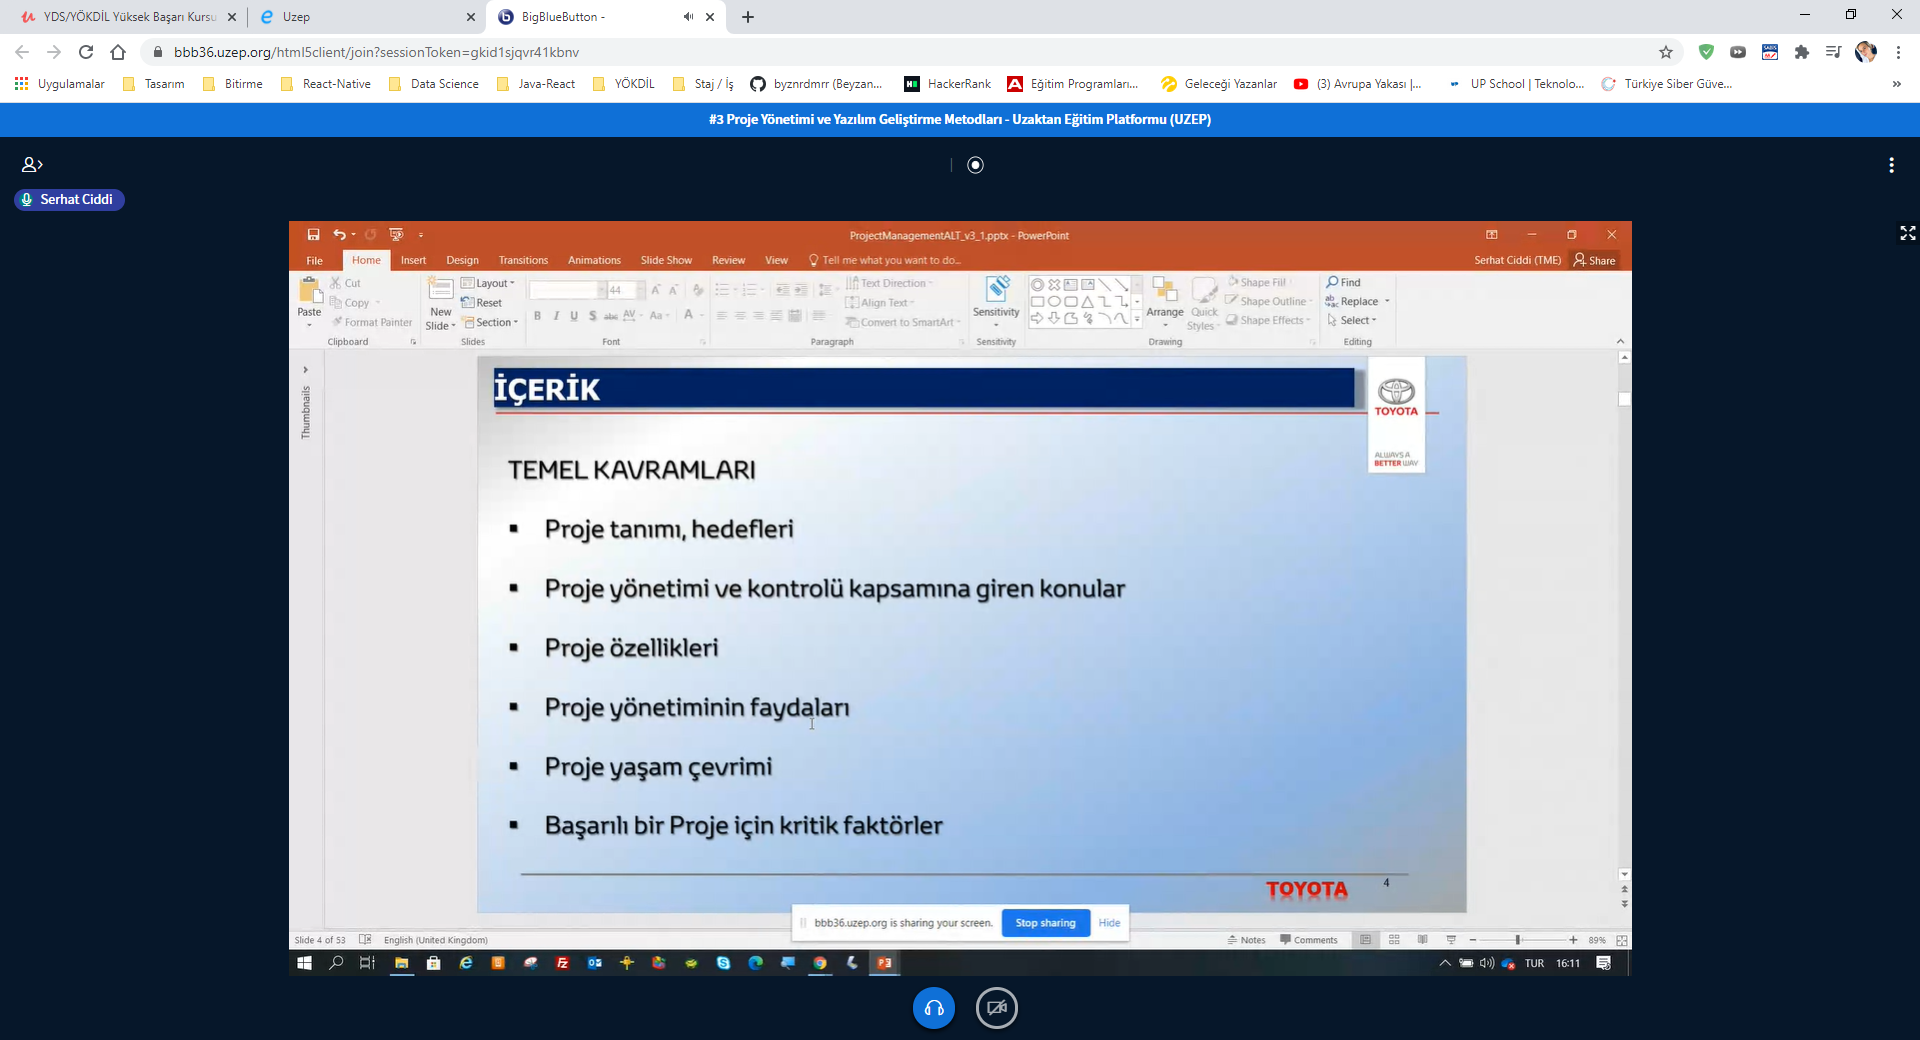 YDS/YÖKDİL Yüksek Başarı Kursu
Uzep
BigBlueButton -
bbb36.uzep.org/html5client/join?sessionToken=gkid1sjqvr41kbnv
Uygulamalar
Tasarım
Bitirme
React-Native
Data Science
Java-React
YÖKDİL
Staj / İş
byznrdmrr (Beyzan...
HackerRank
Eğitim Programları...
Geleceği Yazanlar
(3) Avrupa Yakası |...
UP School | Teknolo...
Türkiye Siber Güve...
#3 Proje Yönetimi ve Yazılım Geliştirme Metodları - Uzaktan Eğitim Platformu (UZEP)
Serhat Ciddi
ProjectManagementALT_v3_1.pptx - PowerPoint
File Home Insert Design Transitions Animations Slide Show Review View Tell me what you want to do...
Serhat Ciddi (TME) Share
Paste
Cut
Copy
Format Painter
Clipboard
New
Slide
Layout
Reset
Section
Slides
44
B I U S abc AV Aa A
Font
Text Direction
Align Text
Convert to SmartArt
Paragraph
Sensitivity
Sensitivity
Arrange
Quick
Styles
Shape Fill
Shape Outline
Shape Effects
Drawing
Find
Replace
Select
Editing
Thumbnails
İÇERİK
TOYOTA
ALWAYS A
BETTER WAY
TEMEL KAVRAMLARI
▪ Proje tanımı, hedefleri
▪ Proje yönetimi ve kontrolü kapsamına giren konular
▪ Proje özellikleri
▪ Proje yönetiminin faydaları
▪ Proje yaşam çevrimi
▪ Başarılı bir Proje için kritik faktörler
TOYOTA
4
bbb36.uzep.org is sharing your screen. Stop sharing Hide
Slide 4 of 53 English (United Kingdom)
Notes Comments 89%
TUR 16:11